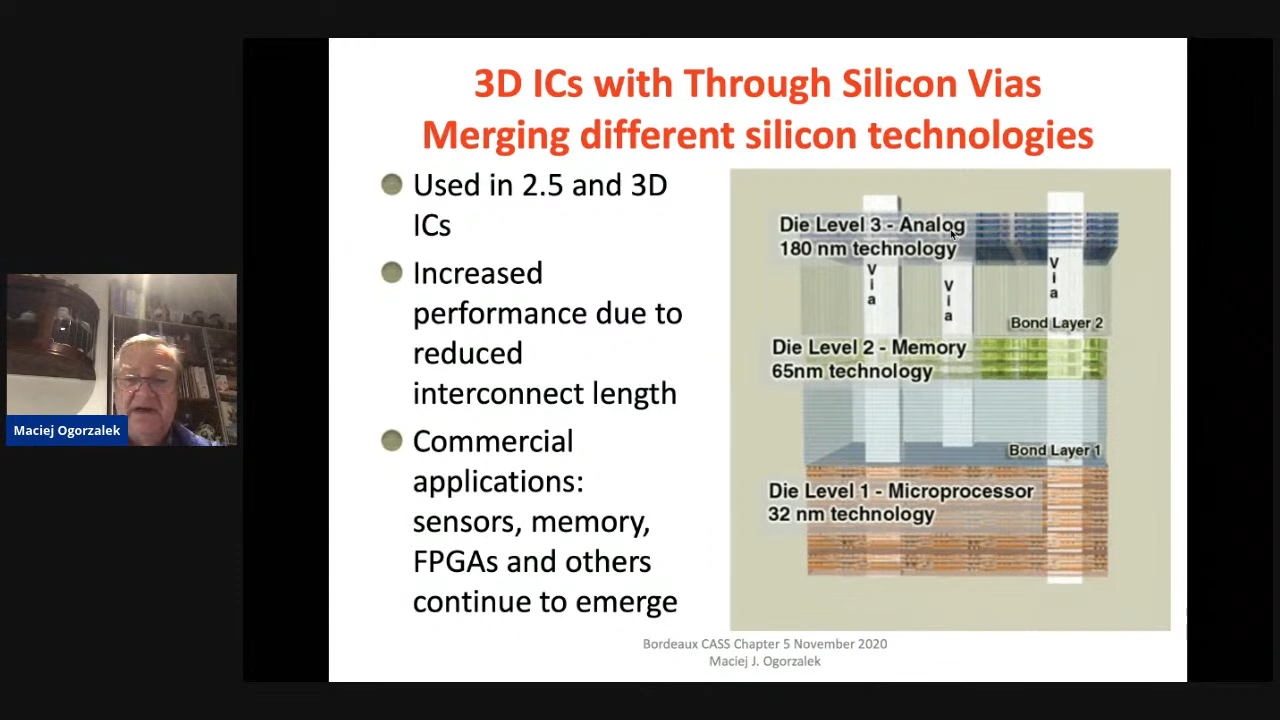 3D ICs with Through Silicon Vias
Merging different silicon technologies
Used in 2.5 and 3D
ICs
Increased
performance due to
reduced
interconnect length
Commercial
applications:
sensors, memory,
FPGAs and others
continue to emerge
Die Level 3 - Analog
180 nm technology
Via
Via
Via
Bond Layer 2
Die Level 2 - Memory
65nm technology
Bond Layer 1
Die Level 1 - Microprocessor
32 nm technology
Bordeaux CASS Chapter 5 November 2020
Maciej J. Ogorzalek
Maciej Ogorzalek